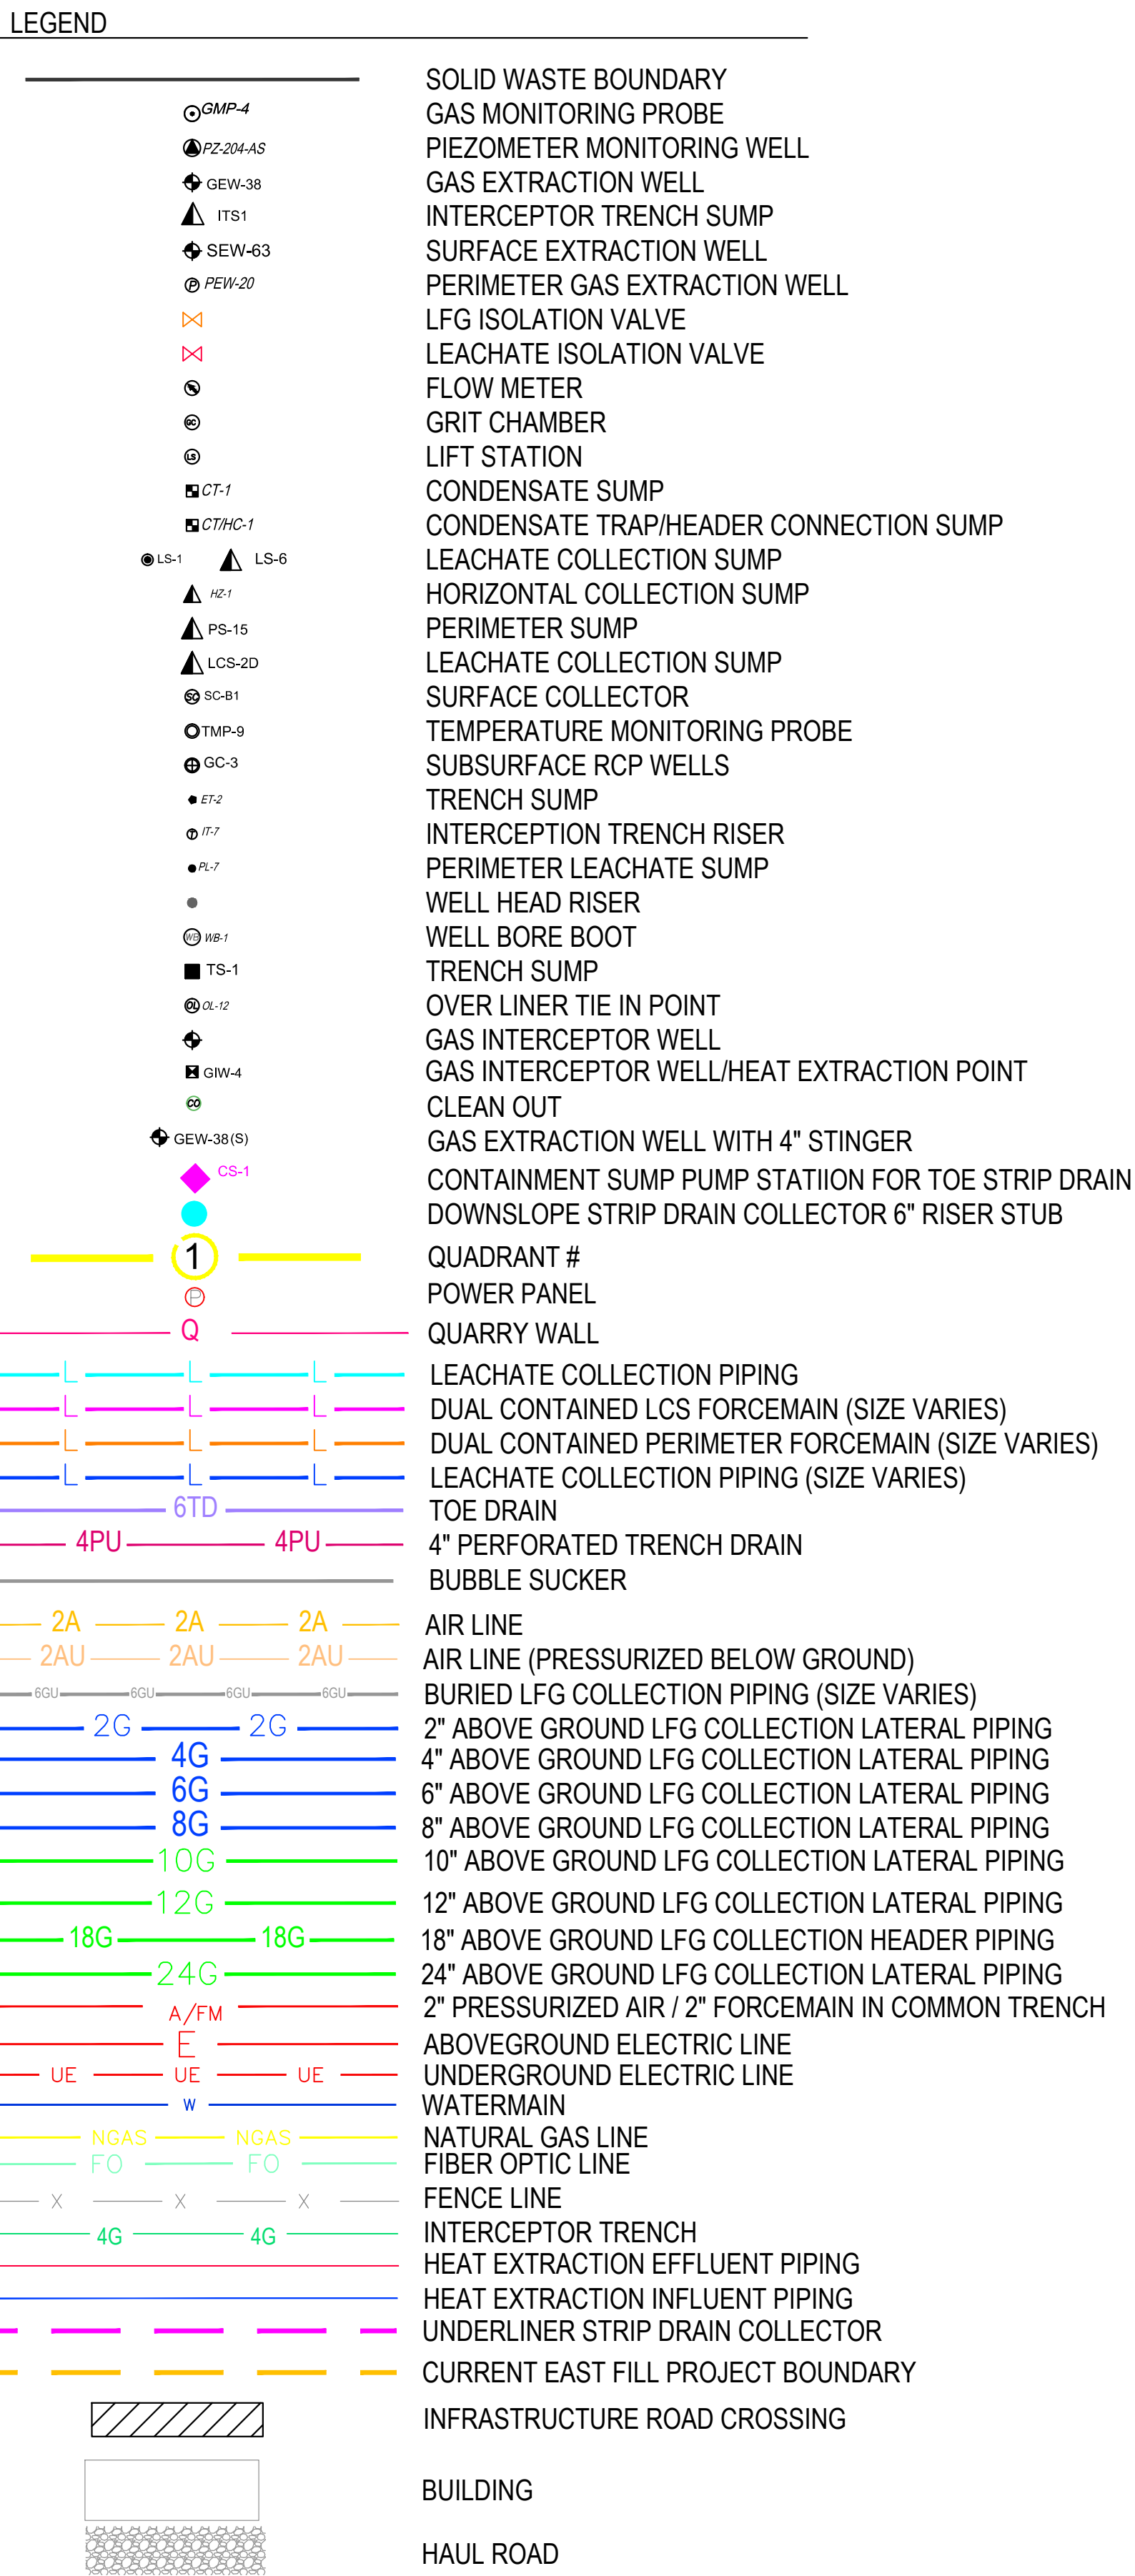 LEGEND
SOLID WASTE BOUNDARY
GMP-4 GAS MONITORING PROBE
PZ-204-AS PIEZOMETER MONITORING WELL
GEW-38 GAS EXTRACTION WELL
ITS1 INTERCEPTOR TRENCH SUMP
SEW-63 SURFACE EXTRACTION WELL
P PEW-20 PERIMETER GAS EXTRACTION WELL
LFG ISOLATION VALVE
LEACHATE ISOLATION VALVE
FLOW METER
GC GRIT CHAMBER
LS LIFT STATION
CT-1 CONDENSATE SUMP
CT/HC-1 CONDENSATE TRAP/HEADER CONNECTION SUMP
LS-1 LS-6 LEACHATE COLLECTION SUMP
HZ-1 HORIZONTAL COLLECTION SUMP
PS-15 PERIMETER SUMP
LCS-2D LEACHATE COLLECTION SUMP
SC SC-B1 SURFACE COLLECTOR
TMP-9 TEMPERATURE MONITORING PROBE
GC-3 SUBSURFACE RCP WELLS
ET-2 TRENCH SUMP
T IT-7 INTERCEPTION TRENCH RISER
PL-7 PERIMETER LEACHATE SUMP
WELL HEAD RISER
WB WB-1 WELL BORE BOOT
TS-1 TRENCH SUMP
OL OL-12 OVER LINER TIE IN POINT
GAS INTERCEPTOR WELL
GIW-4 GAS INTERCEPTOR WELL/HEAT EXTRACTION POINT
CO CLEAN OUT
GEW-38(S) GAS EXTRACTION WELL WITH 4" STINGER
CS-1 CONTAINMENT SUMP PUMP STATIION FOR TOE STRIP DRAIN
DOWNSLOPE STRIP DRAIN COLLECTOR 6" RISER STUB
1 QUADRANT #
P POWER PANEL
Q QUARRY WALL
L L L LEACHATE COLLECTION PIPING
L L L DUAL CONTAINED LCS FORCEMAIN (SIZE VARIES)
L L L DUAL CONTAINED PERIMETER FORCEMAIN (SIZE VARIES)
L L L LEACHATE COLLECTION PIPING (SIZE VARIES)
6TD TOE DRAIN
4PU 4PU 4" PERFORATED TRENCH DRAIN
BUBBLE SUCKER
2A 2A 2A AIR LINE
2AU 2AU 2AU AIR LINE (PRESSURIZED BELOW GROUND)
6GU 6GU 6GU 6GU BURIED LFG COLLECTION PIPING (SIZE VARIES)
2G 2G 2" ABOVE GROUND LFG COLLECTION LATERAL PIPING
4G 4" ABOVE GROUND LFG COLLECTION LATERAL PIPING
6G 6" ABOVE GROUND LFG COLLECTION LATERAL PIPING
8G 8" ABOVE GROUND LFG COLLECTION LATERAL PIPING
10G 10" ABOVE GROUND LFG COLLECTION LATERAL PIPING
12G 12" ABOVE GROUND LFG COLLECTION LATERAL PIPING
18G 18G 18" ABOVE GROUND LFG COLLECTION HEADER PIPING
24G 24" ABOVE GROUND LFG COLLECTION LATERAL PIPING
A/FM 2" PRESSURIZED AIR / 2" FORCEMAIN IN COMMON TRENCH
E ABOVEGROUND ELECTRIC LINE
UE UE UE UNDERGROUND ELECTRIC LINE
W WATERMAIN
NGAS NGAS NATURAL GAS LINE
FO FO FIBER OPTIC LINE
X X X FENCE LINE
4G 4G INTERCEPTOR TRENCH
HEAT EXTRACTION EFFLUENT PIPING
HEAT EXTRACTION INFLUENT PIPING
UNDERLINER STRIP DRAIN COLLECTOR
CURRENT EAST FILL PROJECT BOUNDARY
INFRASTRUCTURE ROAD CROSSING
BUILDING
HAUL ROAD